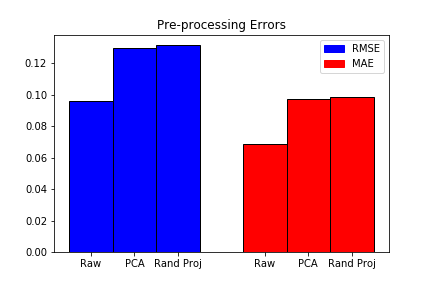 Pre-processing Errors
RMSE
MAE
0.12
0.10
0.08
0.06
0.04
0.02
0.00
Raw PCA Rand Proj Raw PCA Rand Proj